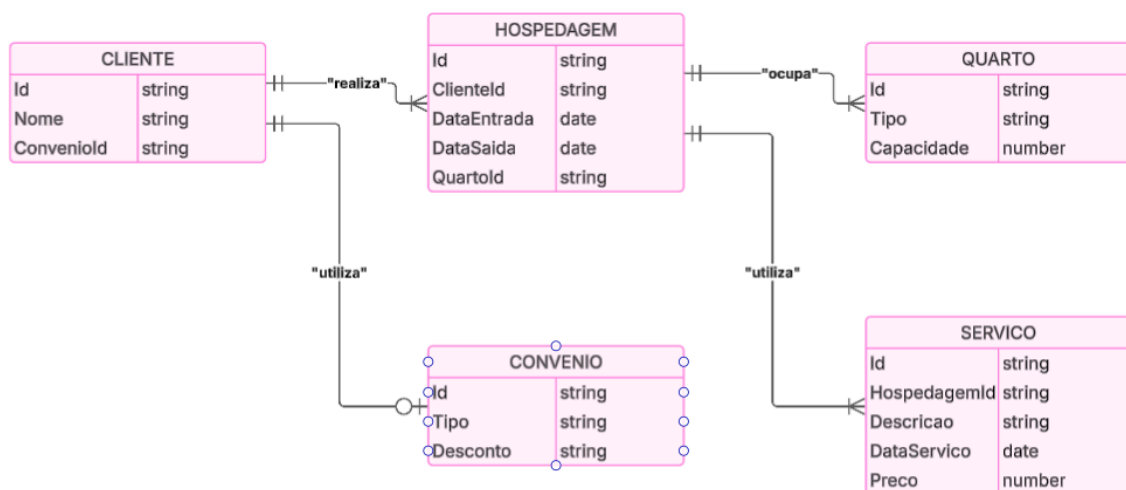 CLIENTE
Id string
Nome string
ConvenioId string
"realiza"
HOSPEDAGEM
Id string
ClienteId string
DataEntrada date
DataSaida date
QuartoId string
"ocupa"
QUARTO
Id string
Tipo string
Capacidade number
"utiliza"
"utiliza"
CONVENIO
Id string
Tipo string
Desconto string
SERVICO
Id string
HospedagemId string
Descricao string
DataServico date
Preco number